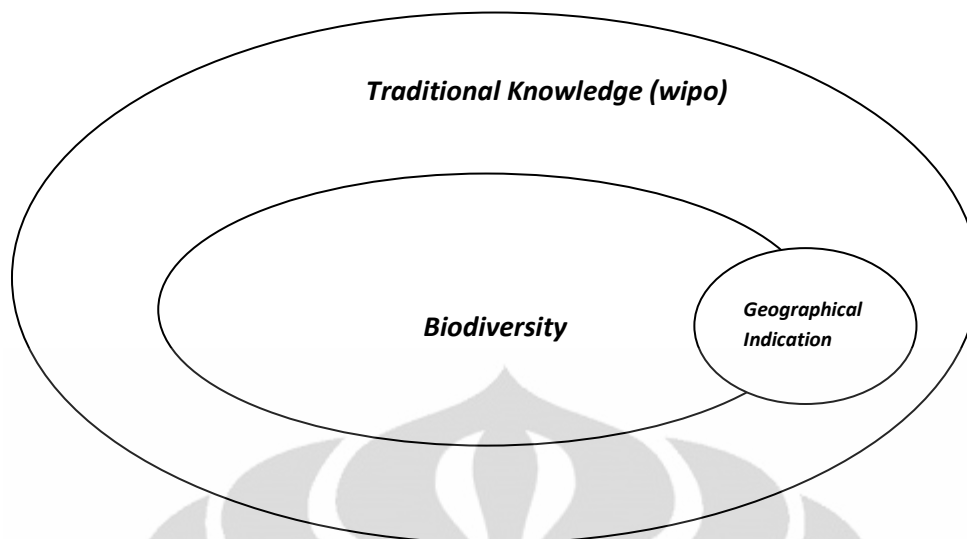 Traditional Knowledge (wipo)
Geographical
Indication
Biodiversity